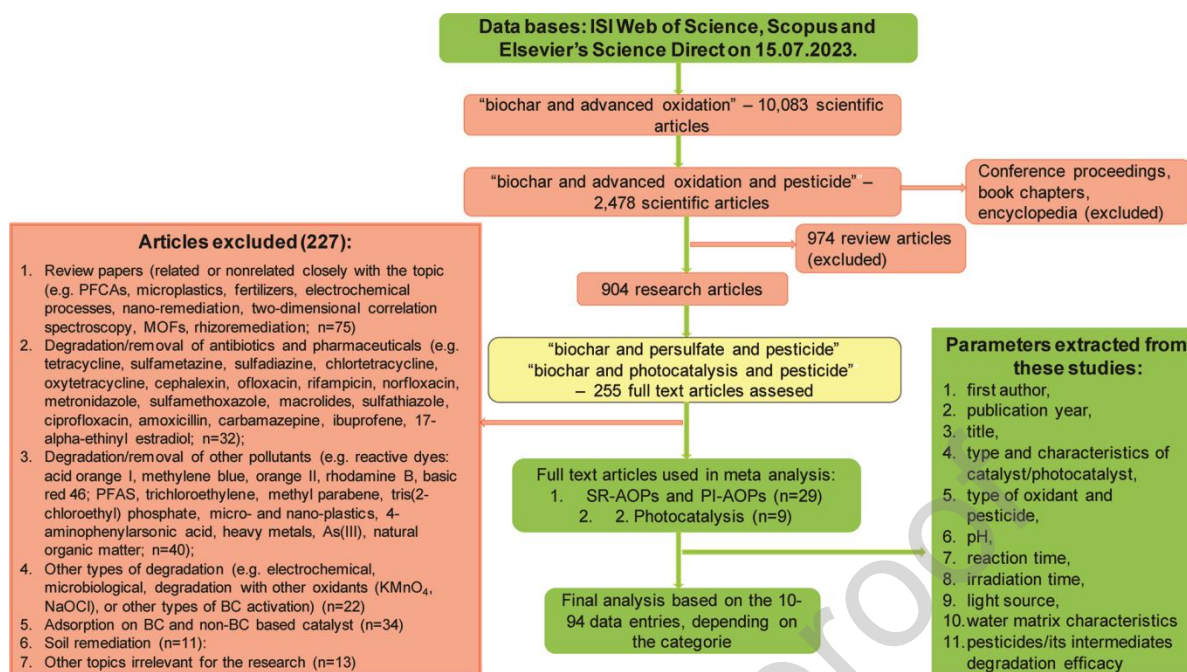 Data bases: ISI Web of Science, Scopus and
Elsevier's Science Direct on 15.07.2023.
"biochar and advanced oxidation" – 10,083 scientific
articles
"biochar and advanced oxidation and pesticide" –
2,478 scientific articles
Conference proceedings,
book chapters,
encyclopedia (excluded)
974 review articles
(excluded)
904 research articles
"biochar and persulfate and pesticide"
"biochar and photocatalysis and pesticide"
– 255 full text articles assesed
Articles excluded (227):
1. Review papers (related or nonrelated closely with the topic
(e.g. PFCAs, microplastics, fertilizers, electrochemical
processes, nano-remediation, two-dimensional correlation
spectroscopy, MOFs, rhizoremediation; n=75)
2. Degradation/removal of antibiotics and pharmaceuticals (e.g.
tetracycline, sulfametazine, sulfadiazine, chlortetracycline,
oxytetracycline, cephalexin, ofloxacin, rifampicin, norfloxacin,
metronidazole, sulfamethoxazole, macrolides, sulfathiazole,
ciprofloxacin, amoxicillin, carbamazepine, ibuprofene, 17-
alpha-ethinyl estradiol; n=32);
3. Degradation/removal of other pollutants (e.g. reactive dyes:
acid orange I, methylene blue, orange II, rhodamine B, basic
red 46; PFAS, trichloroethylene, methyl parabene, tris(2-
chloroethyl) phosphate, micro- and nano-plastics, 4-
aminophenylarsonic acid, heavy metals, As(III), natural
organic matter; n=40);
4. Other types of degradation (e.g. electrochemical,
microbiological, degradation with other oxidants (KMnO₄,
NaOCl), or other types of BC activation) (n=22)
5. Adsorption on BC and non-BC based catalyst (n=34)
6. Soil remediation (n=11):
7. Other topics irrelevant for the research (n=13)
Full text articles used in meta analysis:
1. SR-AOPs and PI-AOPs (n=29)
2. 2. Photocatalysis (n=9)
Final analysis based on the 10-
94 data entries, depending on
the categorie
Parameters extracted from
these studies:
1. first author,
2. publication year,
3. title,
4. type and characteristics of
catalyst/photocatalyst,
5. type of oxidant and
pesticide,
6. pH,
7. reaction time,
8. irradiation time,
9. light source,
10. water matrix characteristics
11. pesticides/its intermediates
degradation efficacy
proof